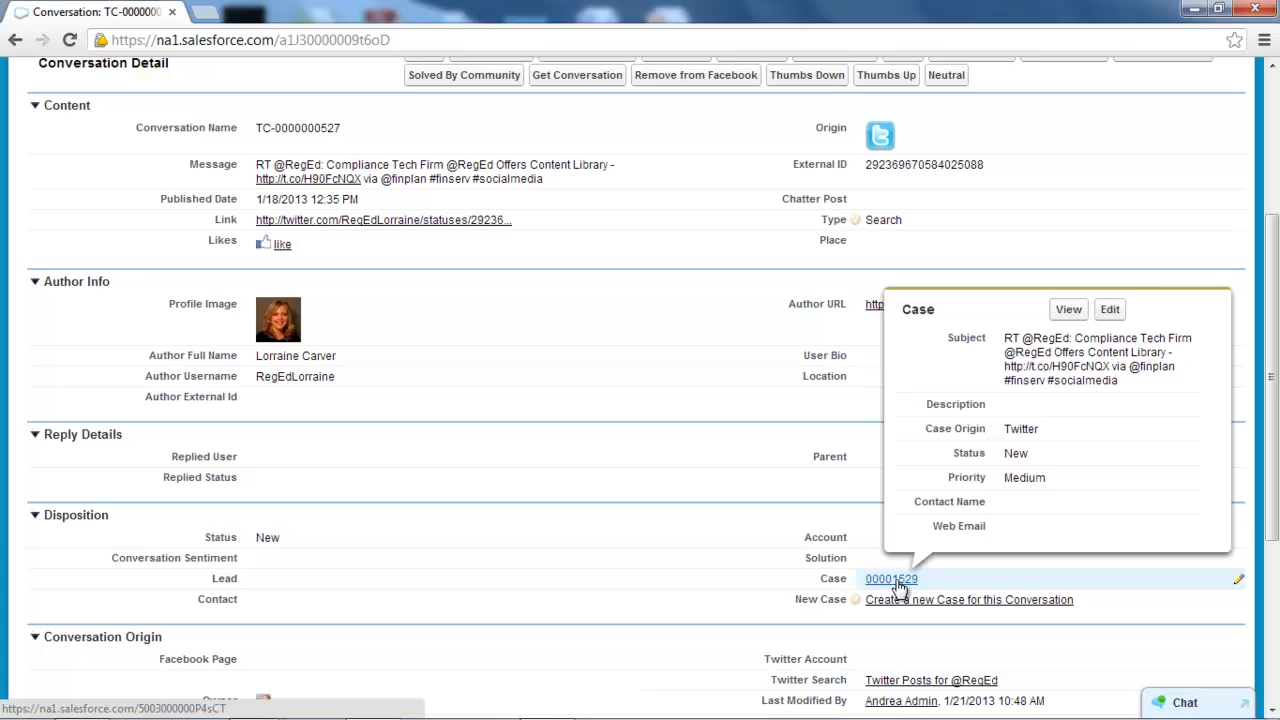 Conversation: TC-0000000
https://na1.salesforce.com/a1J30000009t6oD
Conversation Detail
Solved By Community Get Conversation Remove from Facebook Thumbs Down Thumbs Up Neutral
Content
Conversation Name TC-0000000527 Origin
Message RT @RegEd: Compliance Tech Firm @RegEd Offers Content Library - External ID 292369670584025088
http://t.co/H90FcNQX via @finplan #finserv #socialmedia
Published Date 1/18/2013 12:35 PM Chatter Post
Link http://twitter.com/RegEdLorraine/statuses/29236... Type Search
Likes like Place
Author Info
Profile Image Author URL http
Author Full Name Lorraine Carver User Bio
Author Username RegEdLorraine Location
Author External Id
Reply Details
Replied User Parent
Replied Status
Case View Edit
Subject RT @RegEd: Compliance Tech Firm
@RegEd Offers Content Library -
http://t.co/H90FcNQX via @finplan
#finserv #socialmedia
Description
Case Origin Twitter
Status New
Priority Medium
Contact Name
Web Email
Disposition
Status New Account
Conversation Sentiment Solution
Lead Case 00001529
Contact New Case Create a new Case for this Conversation
Conversation Origin
Facebook Page Twitter Account
Twitter Search Twitter Posts for @RegEd
Last Modified By Andrea Admin, 1/21/2013 10:48 AM
https://na1.salesforce.com/5003000000P4sCT
Chat